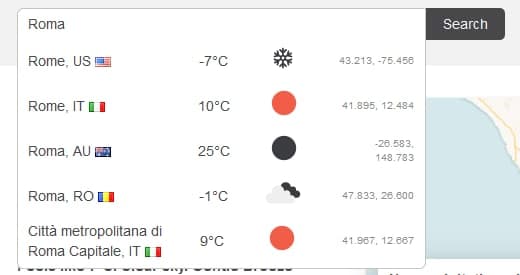 Roma
Search
Rome, US -7°C 43.213, -75.456
Rome, IT 10°C 41.895, 12.484
Roma, AU 25°C -26.583,
148.783
Roma, RO -1°C 47.833, 26.600
Città metropolitana di
Roma Capitale, IT 9°C 41.967, 12.667